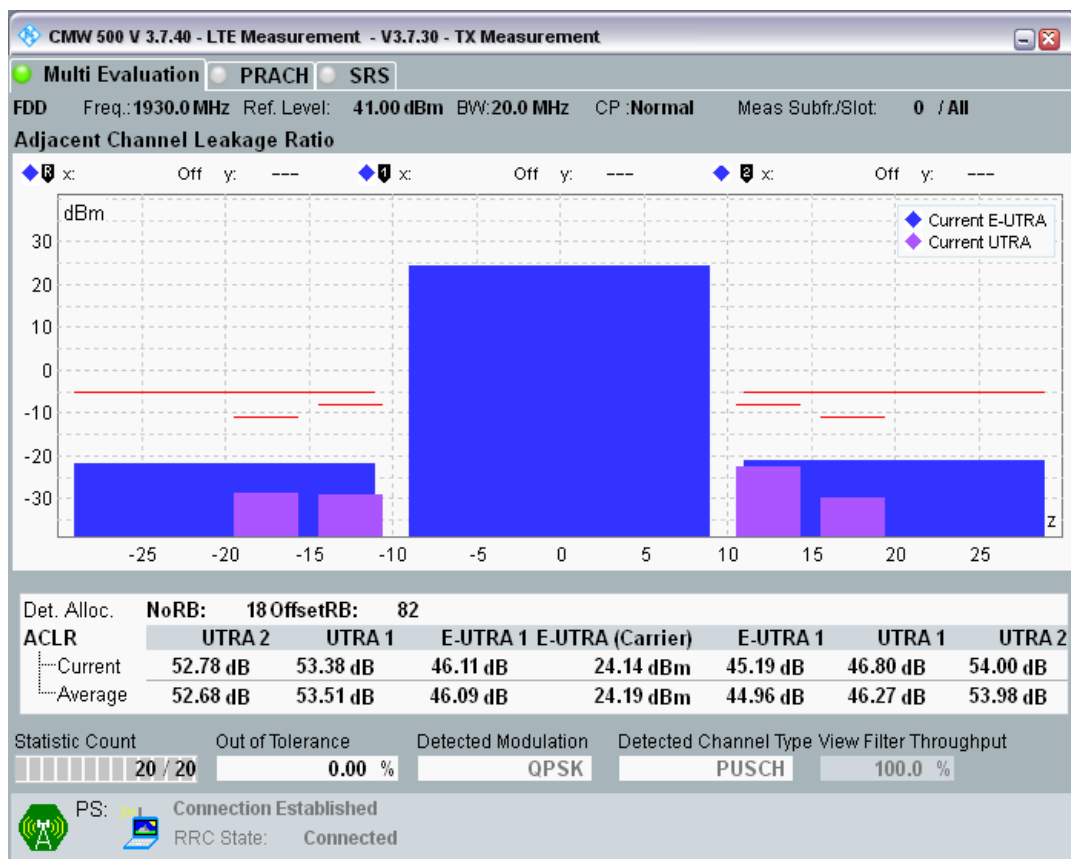 CMW 500 V 3.7.40 - LTE Measurement - V3.7.30 - TX Measurement
Multi Evaluation PRACH SRS
FDD Freq.:1930.0 MHz Ref. Level: 41.00 dBm BW:20.0 MHz CP :Normal Meas Subfr./Slot: 0 / All
Adjacent Channel Leakage Ratio
R x: Off y: --- 1 x: Off y: --- 2 x: Off y: ---
dBm
Current E-UTRA
Current UTRA
30
20
10
0
-10
-20
-30
z
-25 -20 -15 -10 -5 0 5 10 15 20 25
Det. Alloc. NoRB: 18 OffsetRB: 82
ACLR UTRA 2 UTRA 1 E-UTRA 1 E-UTRA (Carrier) E-UTRA 1 UTRA 1 UTRA 2
Current 52.78 dB 53.38 dB 46.11 dB 24.14 dBm 45.19 dB 46.80 dB 54.00 dB
Average 52.68 dB 53.51 dB 46.09 dB 24.19 dBm 44.96 dB 46.27 dB 53.98 dB
Statistic Count Out of Tolerance Detected Modulation Detected Channel Type View Filter Throughput
20 / 20 0.00 % QPSK PUSCH 100.0 %
PS: Connection Established
RRC State: Connected